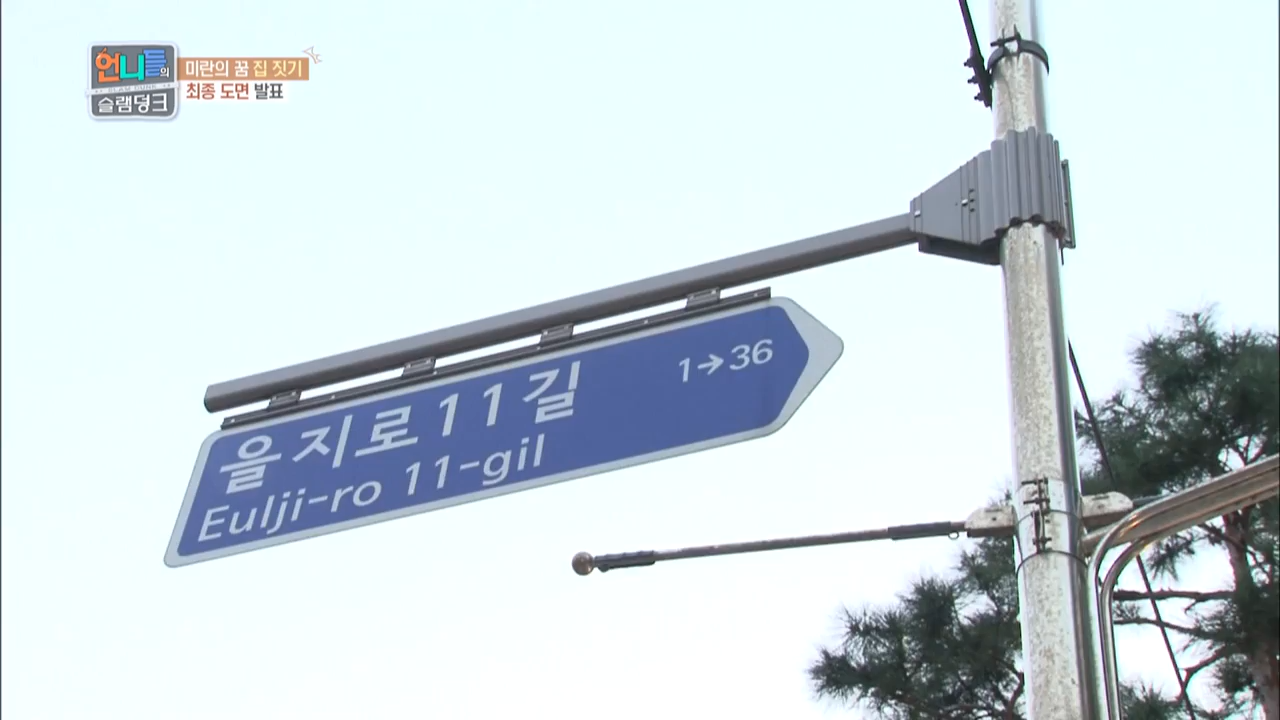 언니들의
슬램덩크
미란의 꿈 집 짓기
최종 도면 발표
을지로11길
1→36
Eulji-ro 11-gil